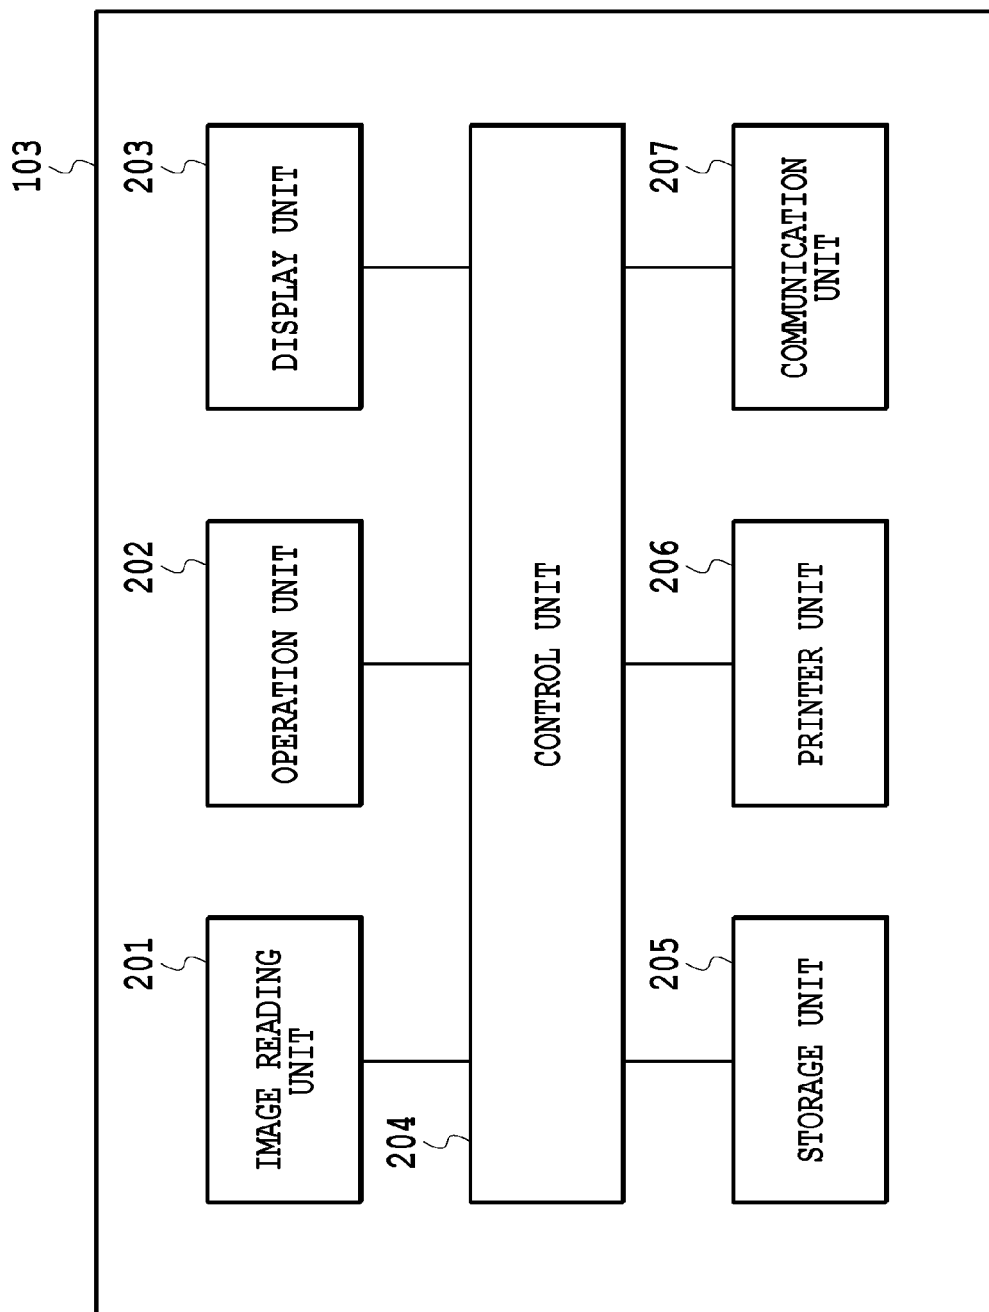 103
201
IMAGE READING
UNIT
202
OPERATION UNIT
203
DISPLAY UNIT
204
CONTROL UNIT
205
STORAGE UNIT
206
PRINTER UNIT
207
COMMUNICATION
UNIT